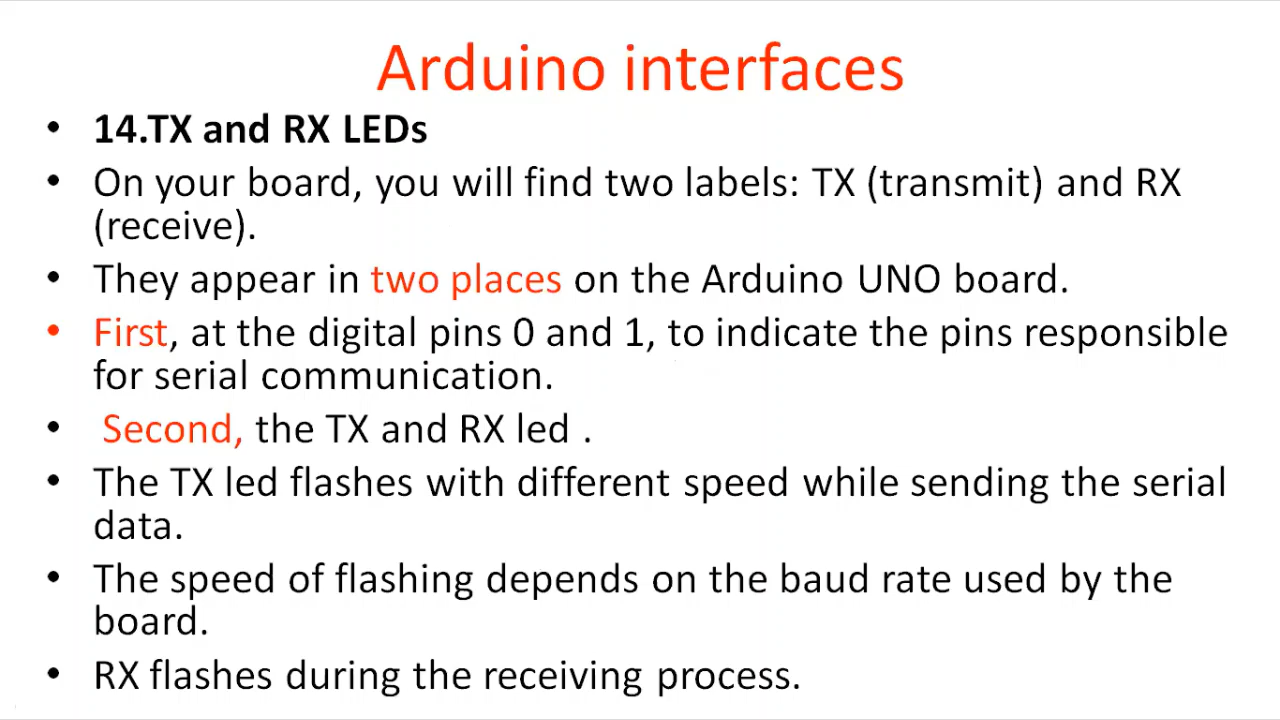 Arduino interfaces
• 14.TX and RX LEDs
• On your board, you will find two labels: TX (transmit) and RX
(receive).
• They appear in two places on the Arduino UNO board.
• First, at the digital pins 0 and 1, to indicate the pins responsible
for serial communication.
• Second, the TX and RX led .
• The TX led flashes with different speed while sending the serial
data.
• The speed of flashing depends on the baud rate used by the
board.
• RX flashes during the receiving process.